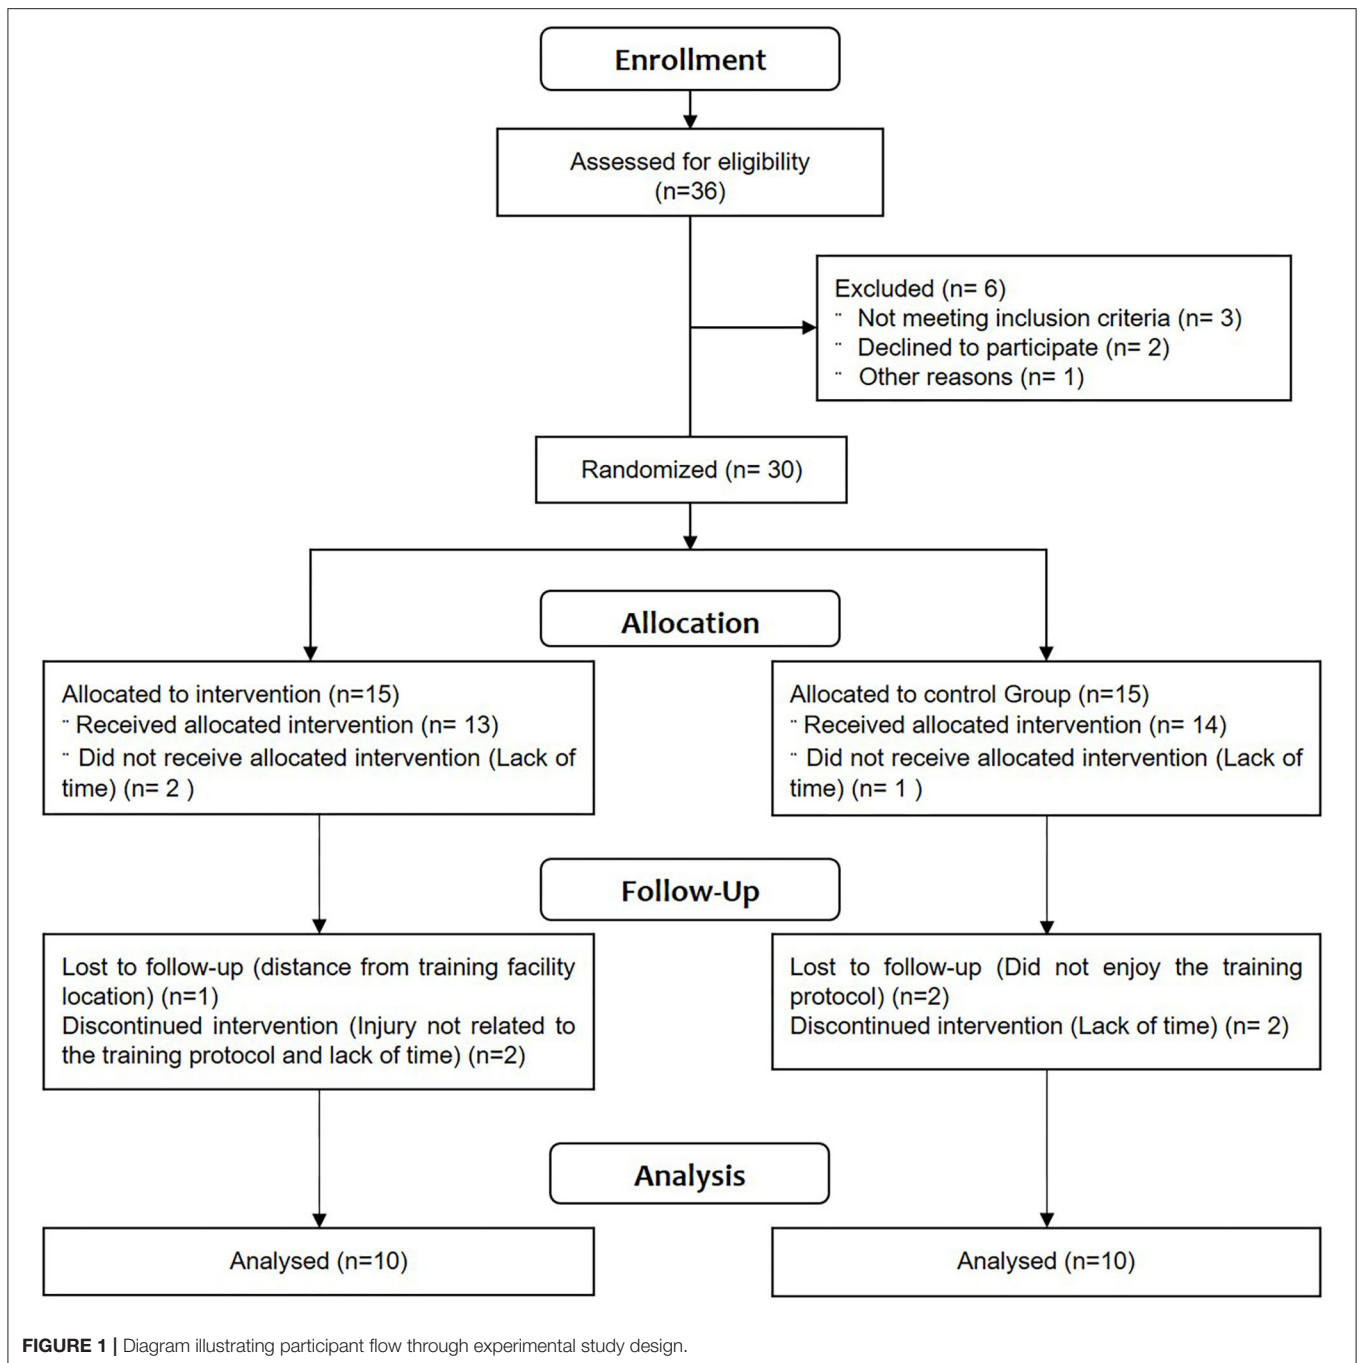 Enrollment
Assessed for eligibility
(n=36)
Excluded (n= 6)
¨ Not meeting inclusion criteria (n= 3)
¨ Declined to participate (n= 2)
¨ Other reasons (n= 1)
Randomized (n= 30)
Allocation
Allocated to intervention (n=15)
¨ Received allocated intervention (n= 13)
¨ Did not receive allocated intervention (Lack of
time) (n= 2 )
Allocated to control Group (n=15)
¨ Received allocated intervention (n= 14)
¨ Did not receive allocated intervention (Lack of
time) (n= 1 )
Follow-Up
Lost to follow-up (distance from training facility
location) (n=1)
Discontinued intervention (Injury not related to
the training protocol and lack of time) (n=2)
Lost to follow-up (Did not enjoy the training
protocol) (n=2)
Discontinued intervention (Lack of time) (n= 2)
Analysis
Analysed (n=10)
Analysed (n=10)
FIGURE 1 | Diagram illustrating participant flow through experimental study design.